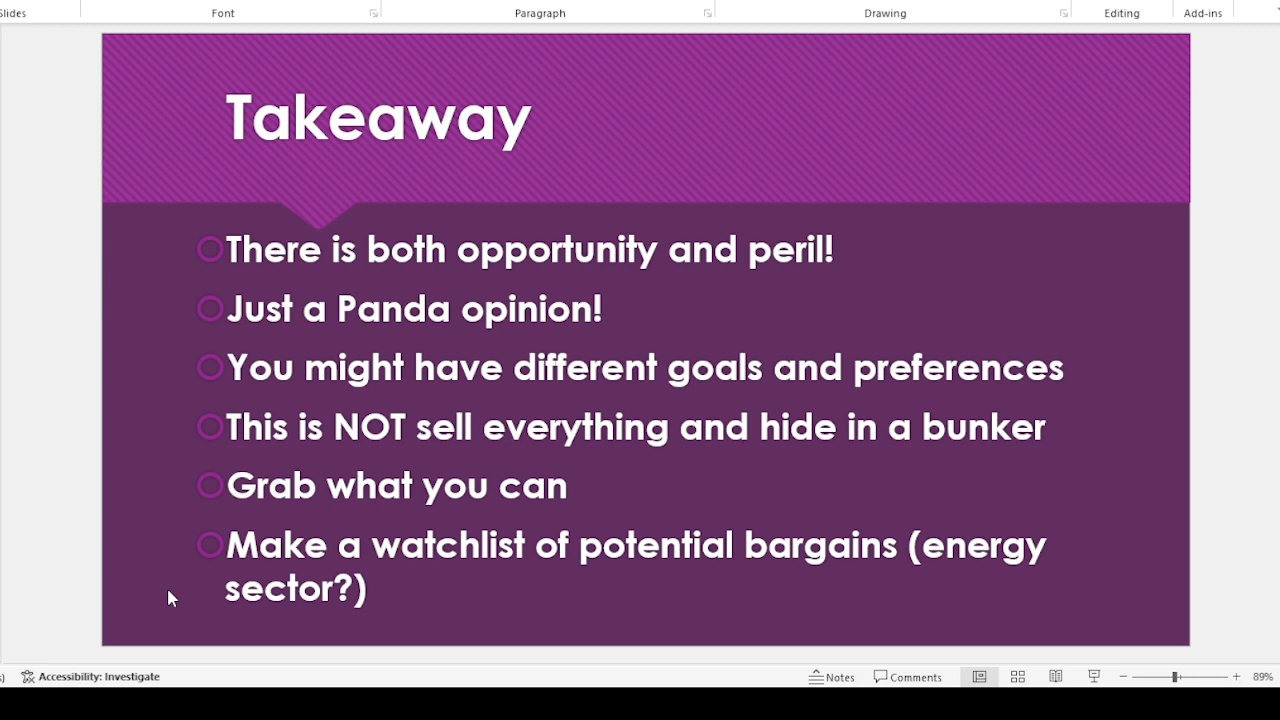 Slides
Font
Paragraph
Drawing
Editing
Add-ins
Takeaway
There is both opportunity and peril!
Just a Panda opinion!
You might have different goals and preferences
This is NOT sell everything and hide in a bunker
Grab what you can
Make a watchlist of potential bargains (energy
sector?)
Accessibility: Investigate
Notes
Comments
89%